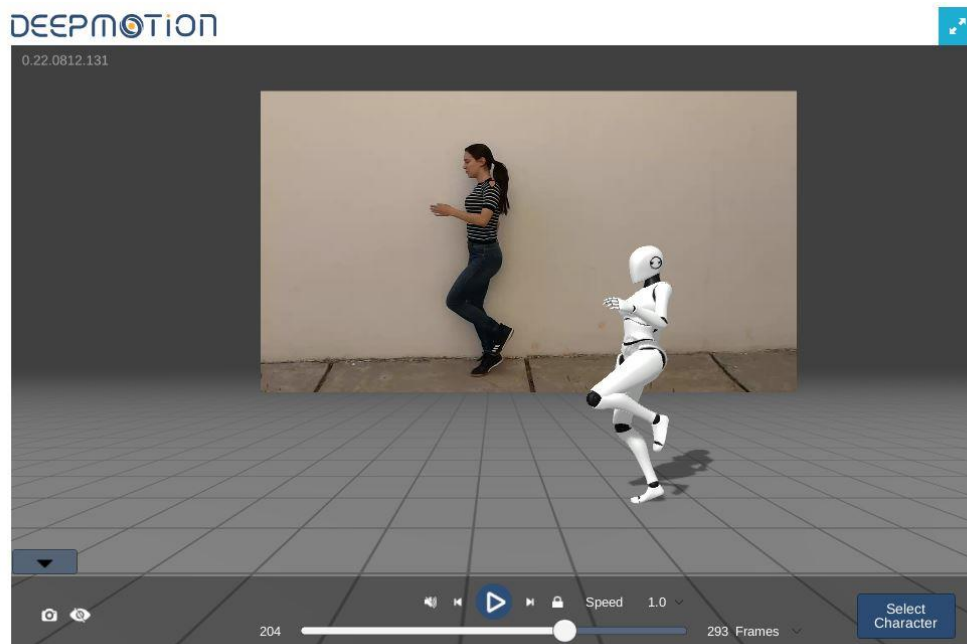 DEEPMOTION
0.22.0812.131
Speed 1.0
204
293 Frames
Select
Character